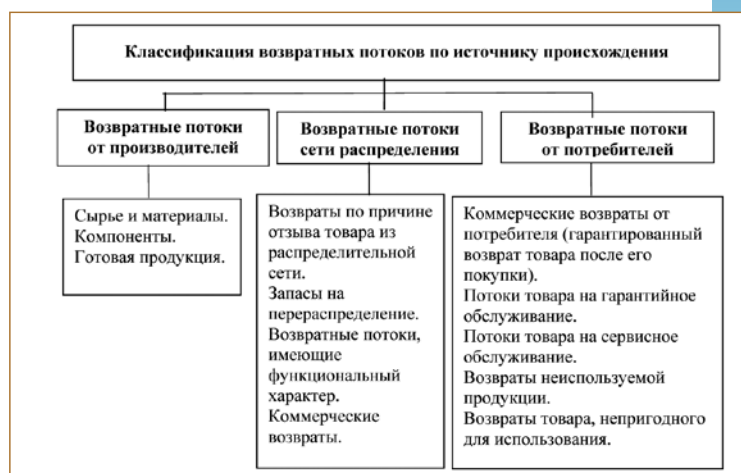 Классификация возвратных потоков по источнику происхождения
Возвратные потоки
от производителей
Возвратные потоки
сети распределения
Возвратные потоки
от потребителей
Сырье и материалы.
Компоненты.
Готовая продукция.
Возвраты по причине
отзыва товара из
распределительной
сети.
Запасы на
перераспределение.
Возвратные потоки,
имеющие
функциональный
характер.
Коммерческие
возвраты.
Коммерческие возвраты от
потребителя (гарантированный
возврат товара после его
покупки).
Потоки товара на гарантийное
обслуживание.
Потоки товара на сервисное
обслуживание.
Возвраты неиспользуемой
продукции.
Возвраты товара, непригодного
для использования.